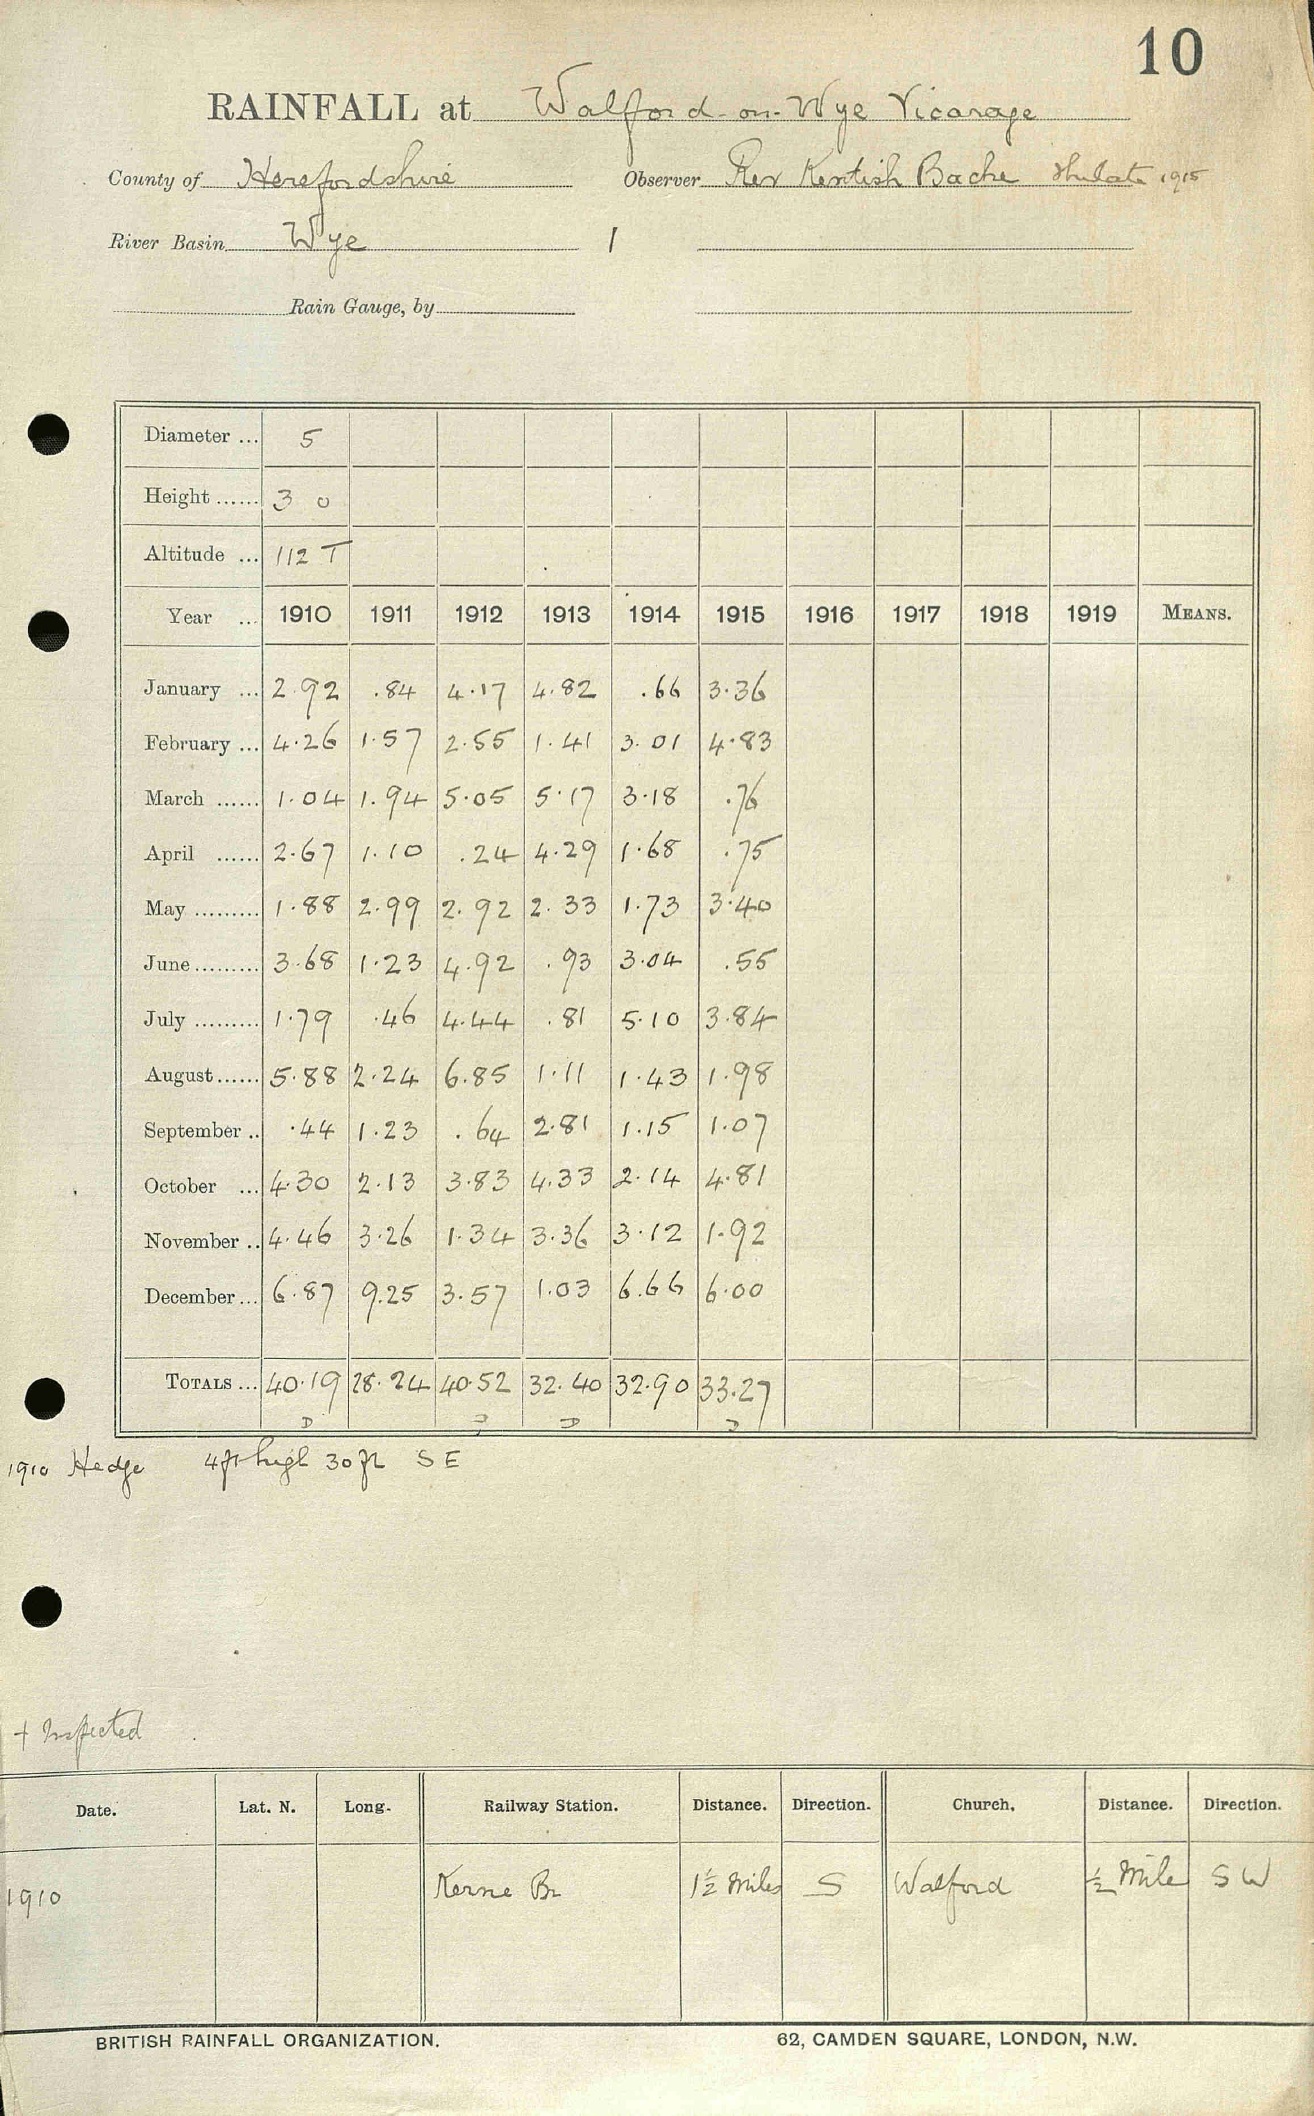 10
RAINFALL at Walford-on-Wye Vicarage
County of Herefordshire Observer Rev Kentish Bache 1915
River Basin Wye 1
Rain Gauge, by
Diameter ... 5
Height ...... 3 0
Altitude ... 112 T
Year ... 1910 1911 1912 1913 1914 1915 1916 1917 1918 1919 MEANS.
January ... 2.92 .84 4.17 4.82 .66 3.36
February ... 4.26 1.57 2.55 1.41 3.01 4.83
March ...... 1.04 1.94 5.05 5.17 3.18 .76
April ...... 2.67 1.10 .24 4.29 1.68 .75
May ......... 1.88 2.99 2.92 2.33 1.73 3.40
June ......... 3.68 1.23 4.92 .93 3.04 .55
July ......... 1.79 .46 4.44 .81 5.10 3.84
August ...... 5.88 2.24 6.85 1.11 1.43 1.98
September .. .44 1.23 .64 2.81 1.15 1.07
October ... 4.30 2.13 3.83 4.33 2.14 4.81
November .. 4.46 3.26 1.34 3.36 3.12 1.92
December ... 6.87 9.25 3.57 1.03 6.66 6.00
TOTALS ... 40.19 28.24 40.52 32.40 32.90 33.27
D D D D
1910 Hedge 4ft high 30ft SE
+ Inspected
Date. Lat. N. Long. Railway Station. Distance. Direction. Church. Distance. Direction.
1910 Kerne Br 1½ Miles S Walford ½ Mile S W
BRITISH RAINFALL ORGANIZATION. 62, CAMDEN SQUARE, LONDON, N.W.